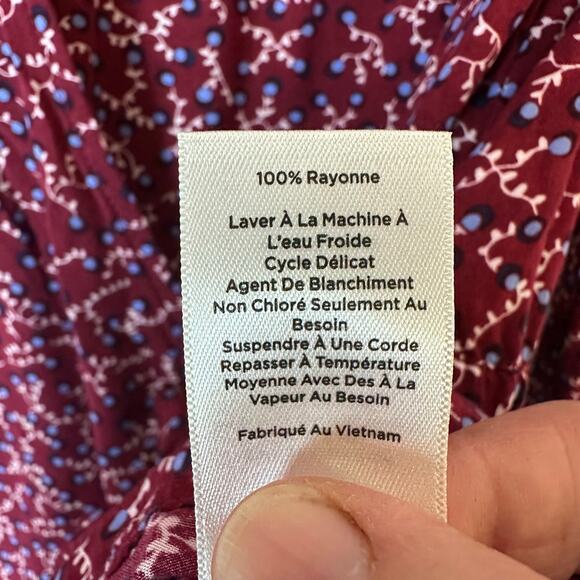 100% Rayonne
Laver À La Machine À
L'eau Froide
Cycle Délicat
Agent De Blanchiment
Non Chloré Seulement Au
Besoin
Suspendre À Une Corde
Repasser À Température
Moyenne Avec Des À La
Vapeur Au Besoin
Fabriqué Au Vietnam